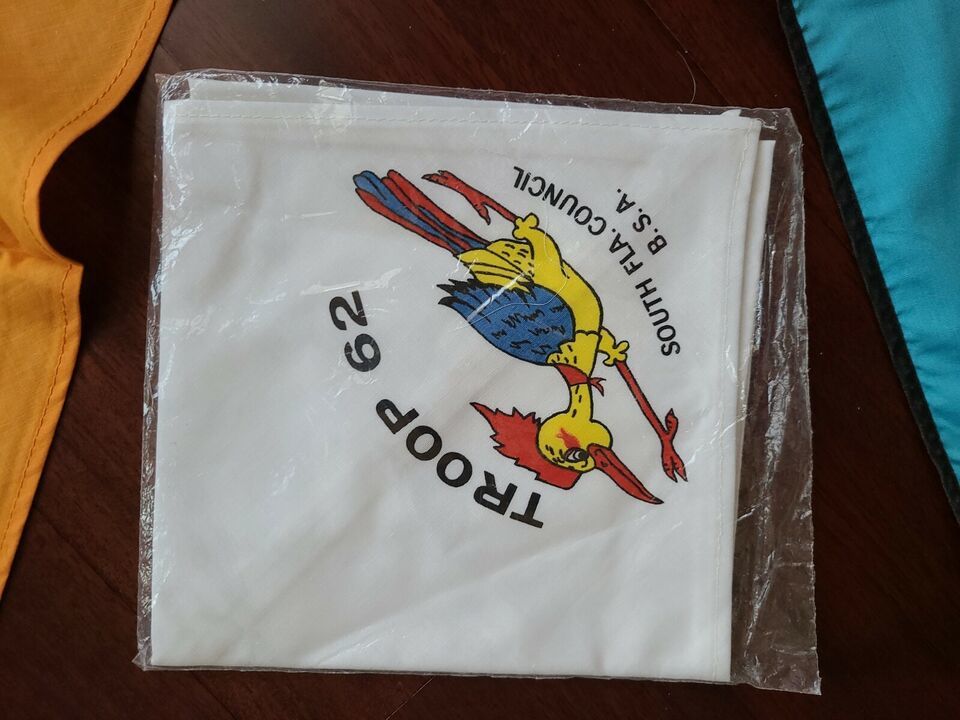 TROOP 62
SOUTH FLA. COUNCIL
B.S.A.